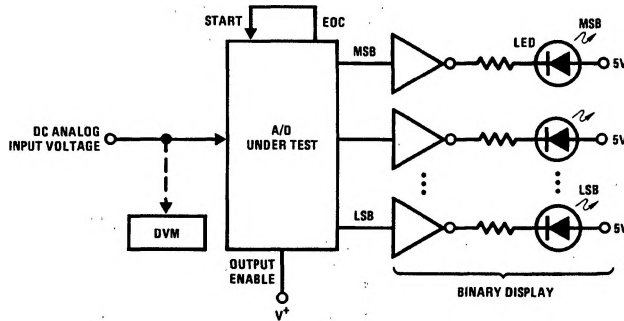 START
EOC
MSB
LED
MSB
5V
A/D
UNDER TEST
DC ANALOG
INPUT VOLTAGE
5V
DVM
LSB
LSB
5V
OUTPUT
ENABLE
V+
BINARY DISPLAY